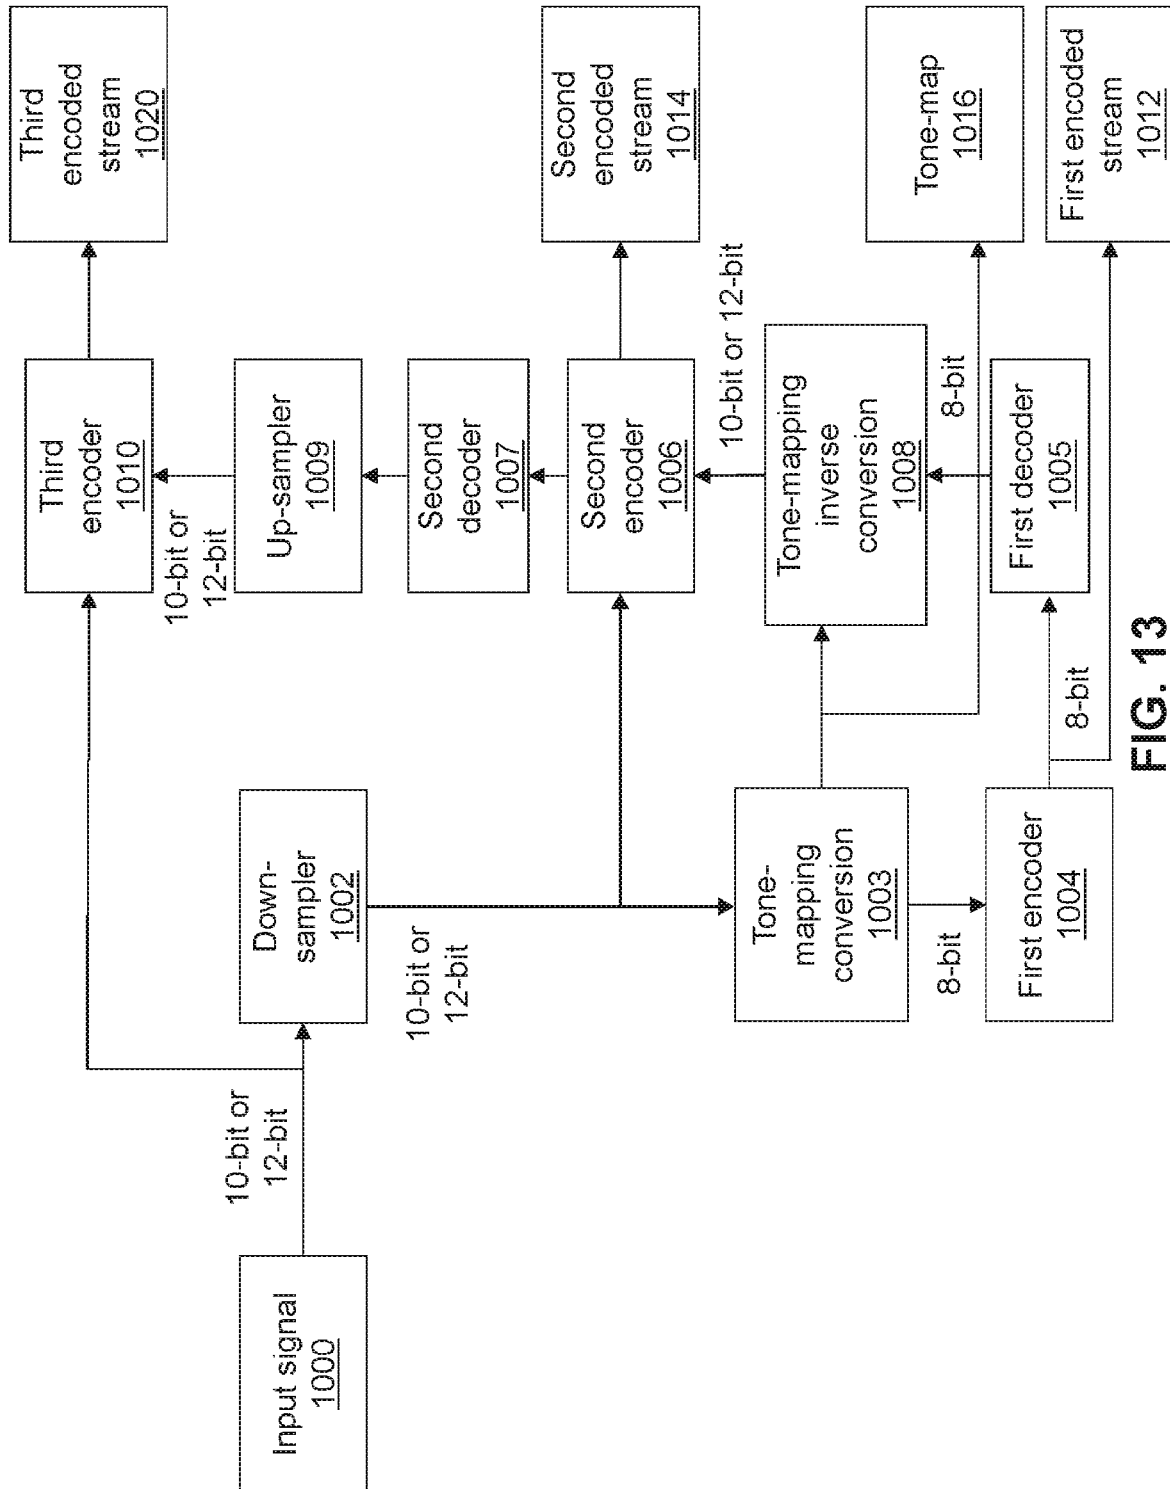 Input signal
1000
10-bit or
12-bit
Down-
sampler
1002
10-bit or
12-bit
Tone-
mapping
conversion
1003
8-bit
First encoder
1004
8-bit
First decoder
1005
8-bit
Tone-mapping
inverse
conversion
1008
10-bit or 12-bit
Second
encoder
1006
Second
decoder
1007
Up-sampler
1009
10-bit or
12-bit
Third
encoder
1010
Third
encoded
stream
1020
Second
encoded
stream
1014
Tone-map
1016
First encoded
stream
1012
FIG. 13